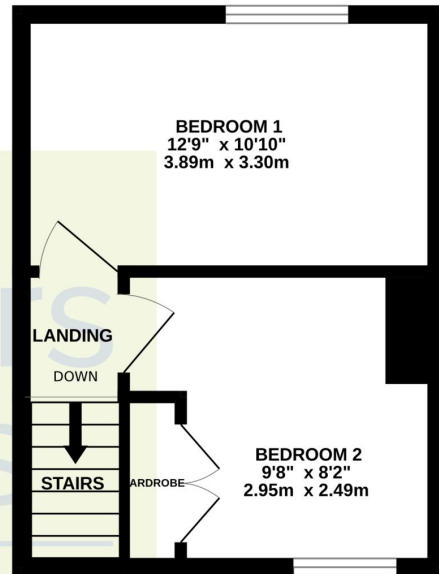 BEDROOM 1
12'9" x 10'10"
3.89m x 3.30m
LANDING
DOWN
STAIRS
ARDROBE
BEDROOM 2
9'8" x 8'2"
2.95m x 2.49m